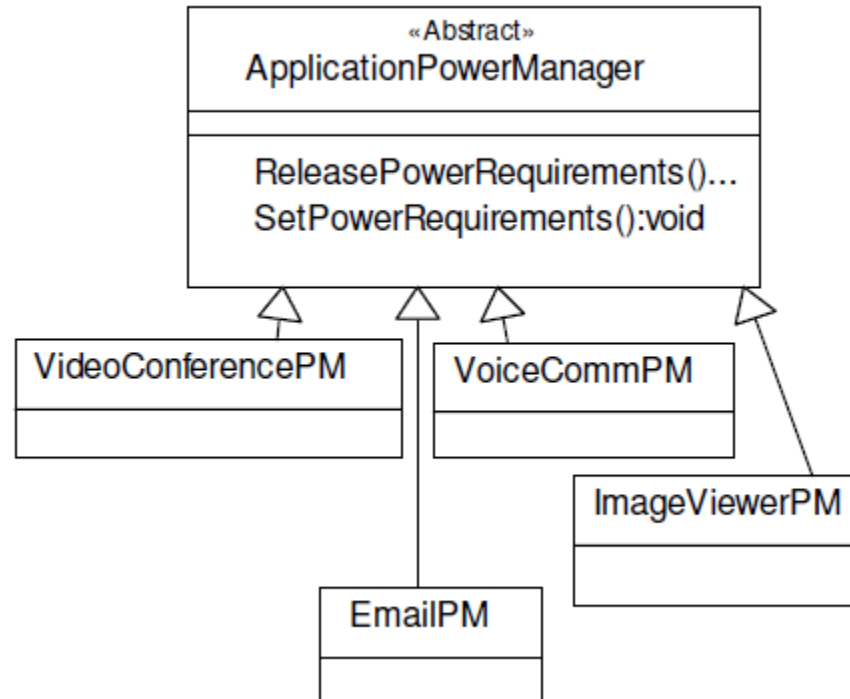 «Abstract»
ApplicationPowerManager
ReleasePowerRequirements()...
SetPowerRequirements():void
VideoConferencePM
VoiceCommPM
ImageViewerPM
EmailPM